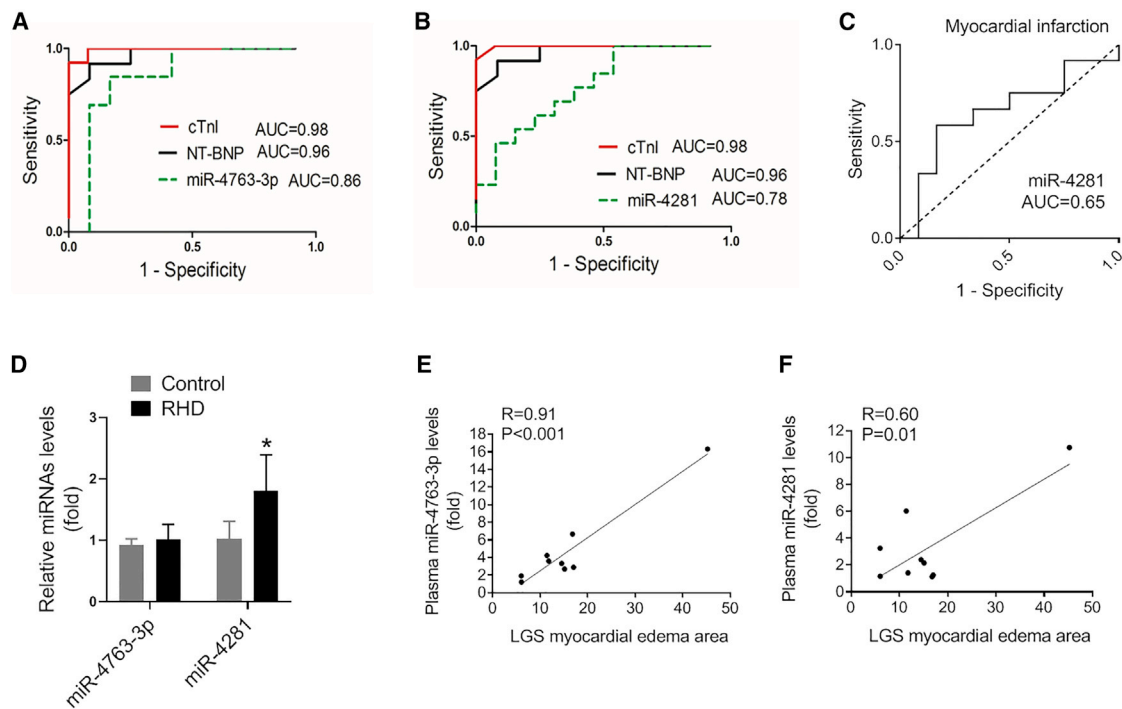 A
1.0
0.5
0.0
0.0
0.5
1.0
Sensitivity
1 - Specificity
cTnl AUC=0.98
NT-BNP AUC=0.96
miR-4763-3p AUC=0.86
B
1.0
0.5
0.0
0.0
0.5
1.0
Sensitivity
1 - Specificity
cTnl AUC=0.98
NT-BNP AUC=0.96
miR-4281 AUC=0.78
C
Myocardial infarction
1.0
0.5
0.0
0.0
0.5
1.0
Sensitivity
1 - Specificity
miR-4281
AUC=0.65
D
Control
RHD
Relative miRNAs levels
(fold)
3
2
1
0
*
miR-4763-3p
miR-4281
E
R=0.91
P<0.001
Plasma miR-4763-3p levels
(fold)
18
16
14
12
10
8
6
4
2
0
0
10
20
30
40
50
LGS myocardial edema area
F
R=0.60
P=0.01
Plasma miR-4281 levels
(fold)
12
10
8
6
4
2
0
0
10
20
30
40
50
LGS myocardial edema area